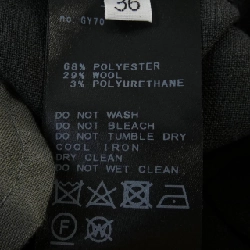 36
no. GY70
68% POLYESTER
29% WOOL
3% POLYURETHANE
DO NOT WASH
DO NOT BLEACH
DO NOT TUMBLE DRY
COOL IRON
DRY CLEAN
DO NOT WET CLEAN.
F W